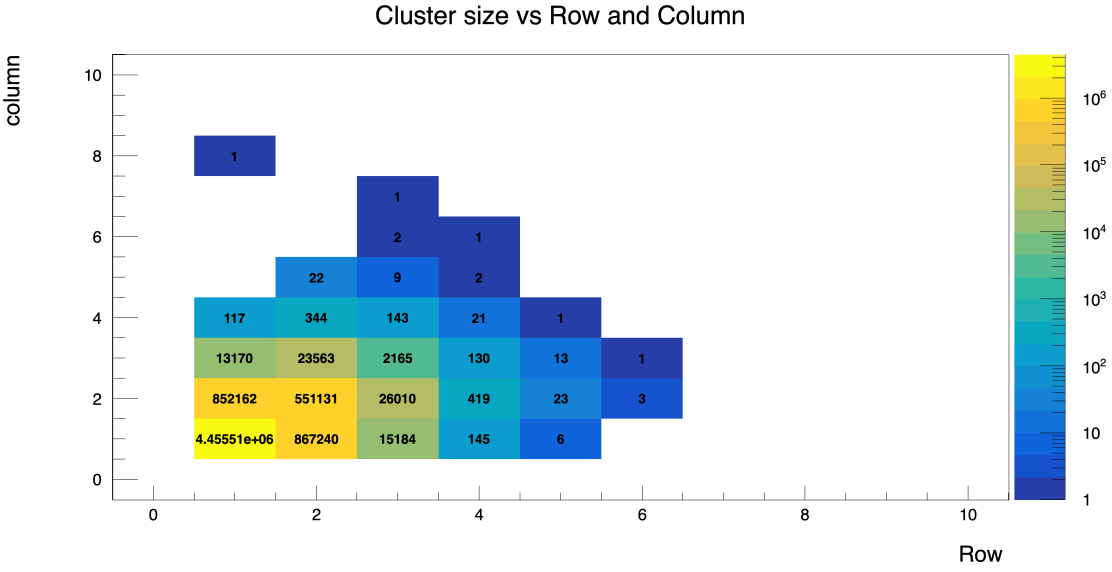 Cluster size vs Row and Column
column
10
8
6
4
2
0
1
1
2 1
22 9 2
117 344 143 21 1
13170 23563 2165 130 13 1
852162 551131 26010 419 23 3
4.45551e+06 867240 15184 145 6
0 2 4 6 8 10
Row
10^6
10^5
10^4
10^3
10^2
10
1